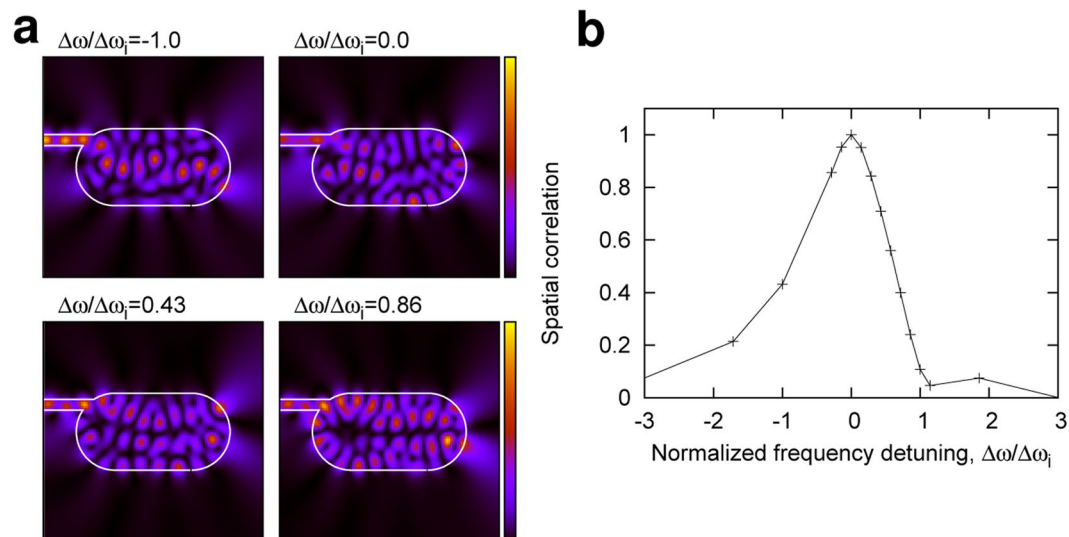 a
Δω/Δωi=-1.0
Δω/Δωi=0.0
Δω/Δωi=0.43
Δω/Δωi=0.86
b
Spatial correlation
1
0.8
0.6
0.4
0.2
0
-3 -2 -1 0 1 2 3
Normalized frequency detuning, Δω/Δωi